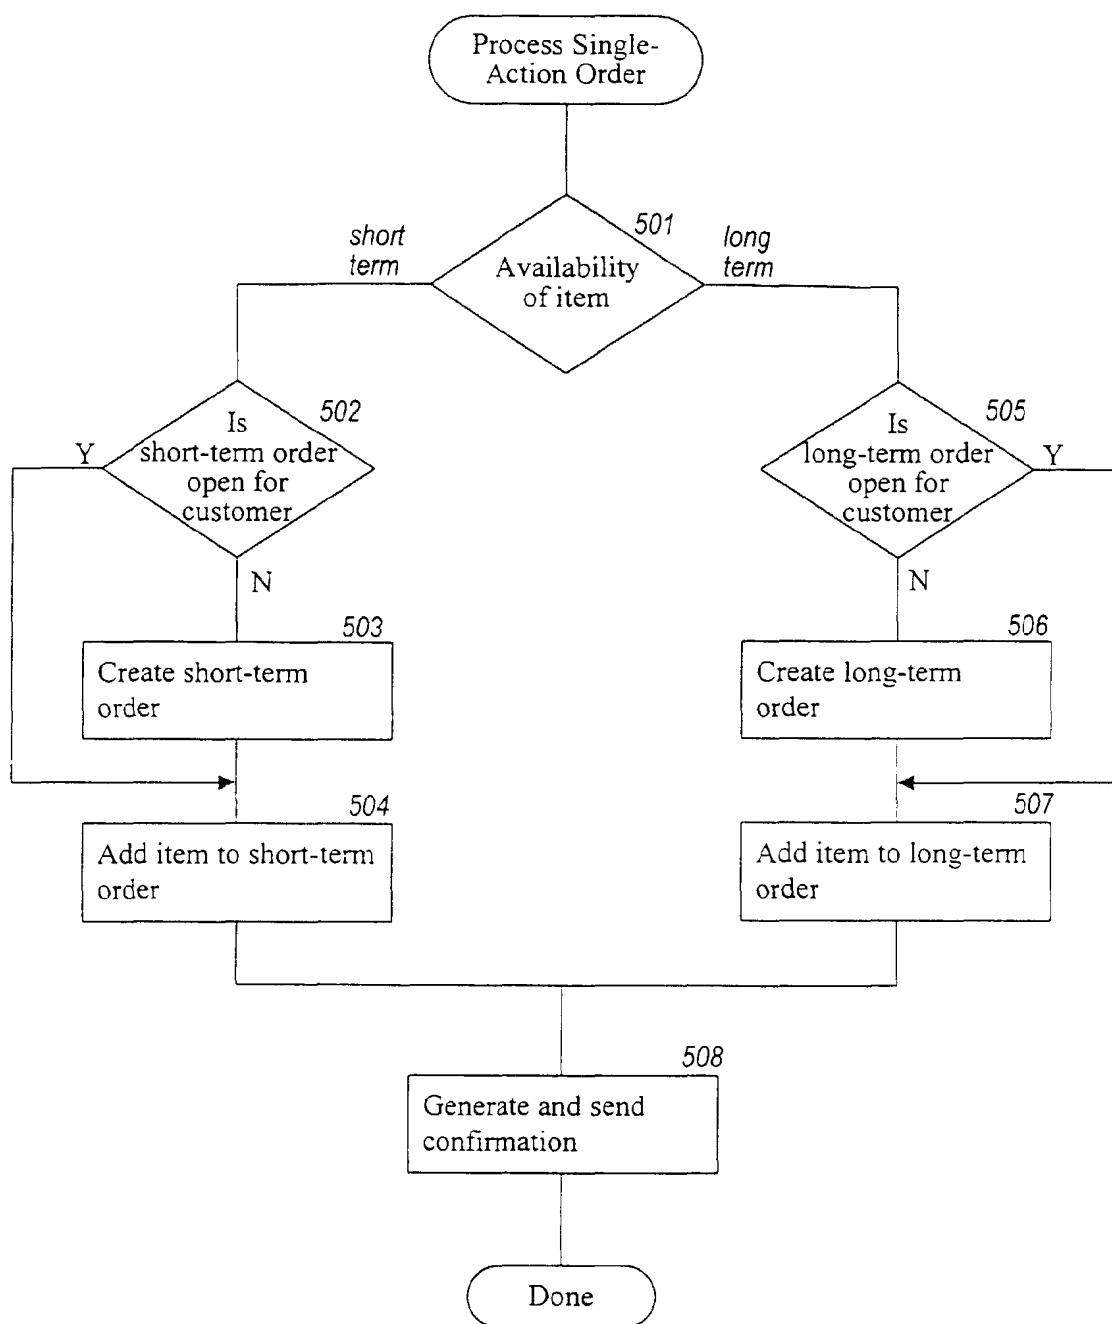 Process Single-
Action Order
501
short
term
long
term
Availability
of item
502
Is
short-term order
open for
customer
Y
N
505
Is
long-term order
open for
customer
Y
N
503
Create short-term
order
506
Create long-term
order
504
Add item to short-term
order
507
Add item to long-term
order
508
Generate and send
confirmation
Done